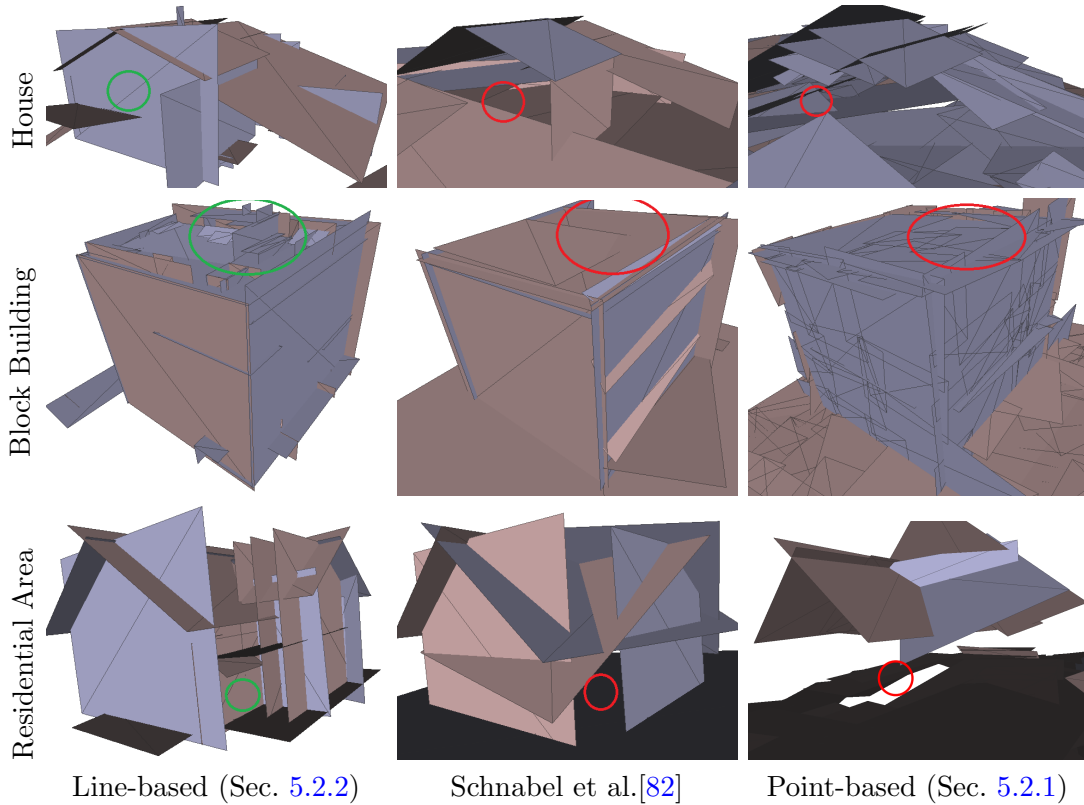 House
Block Building
Residential Area
Line-based (Sec. 5.2.2)
Schnabel et al.[82]
Point-based (Sec. 5.2.1)